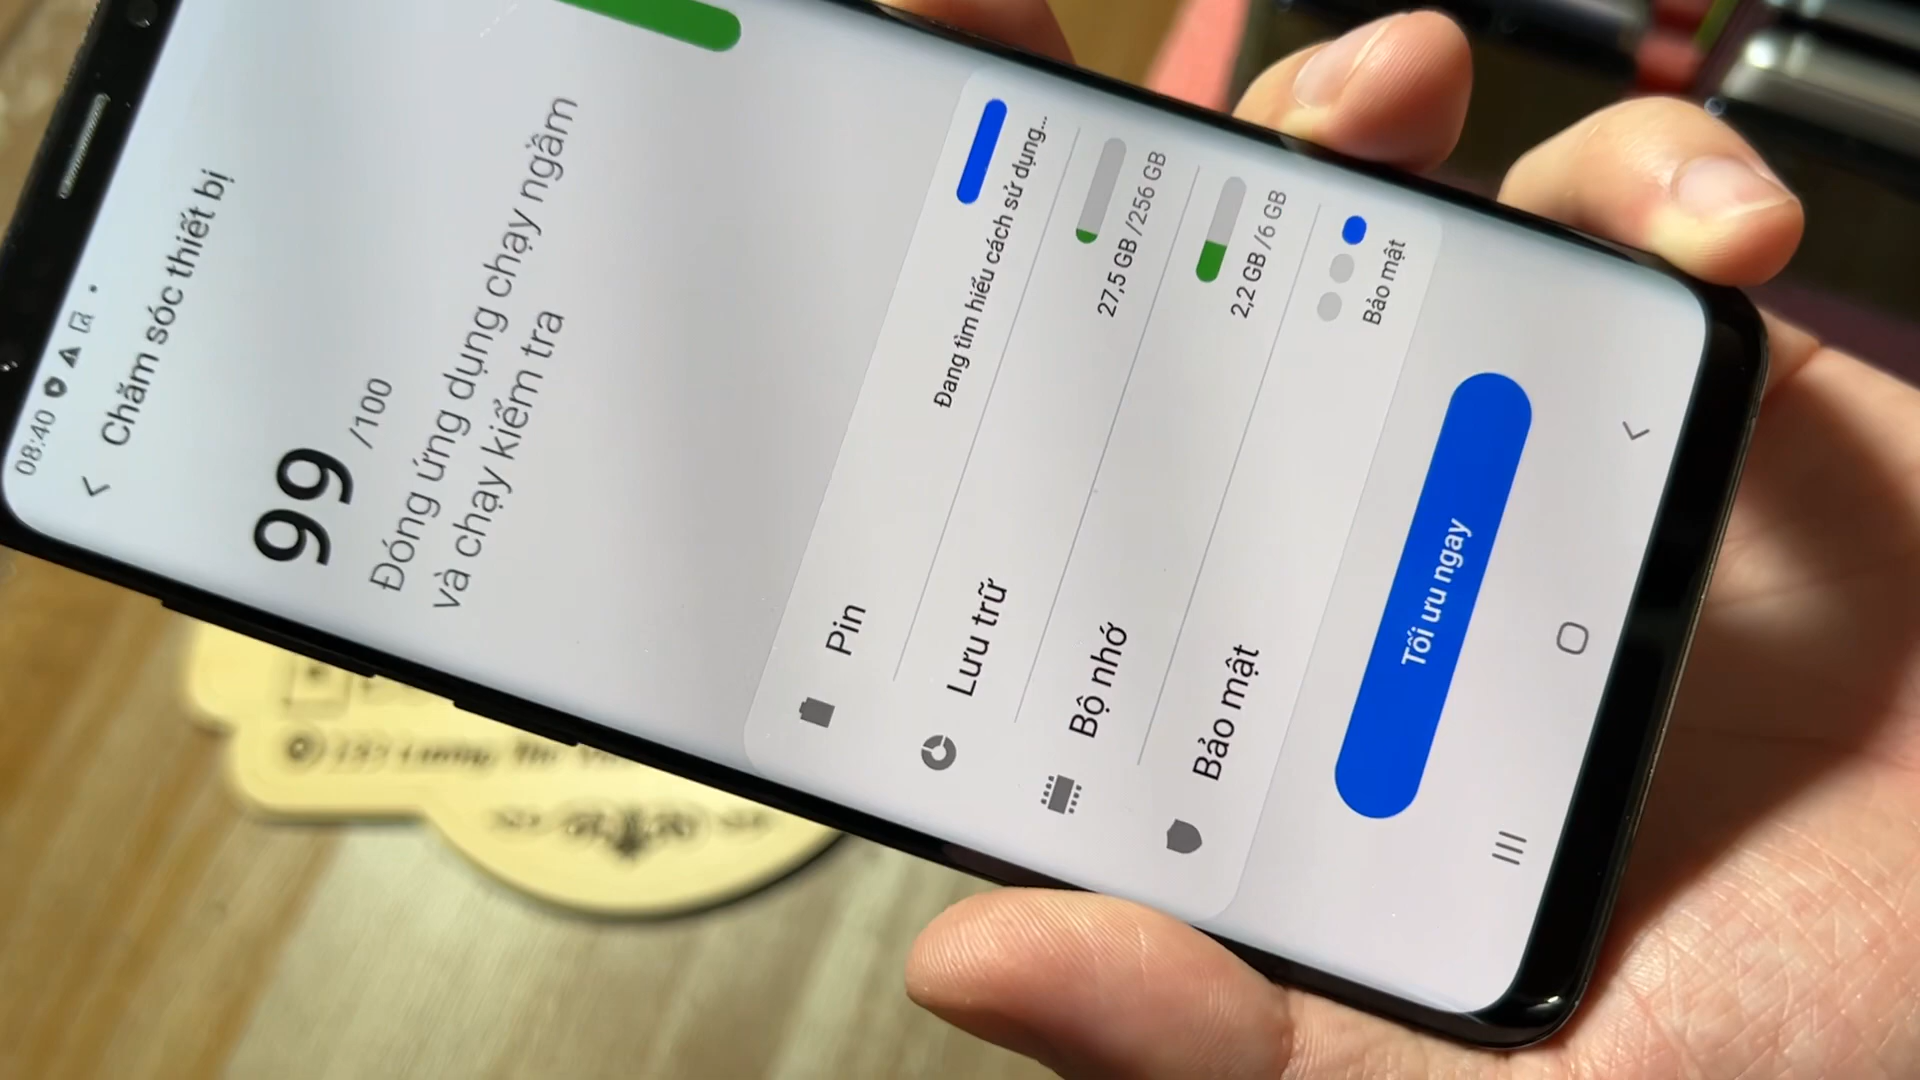 08:40
Chăm sóc thiết bị
99 /100
Đóng ứng dụng chạy ngầm
và chạy kiểm tra
Pin
Đang tìm hiểu cách sử dụng...
Lưu trữ
27,5 GB /256 GB
Bộ nhớ
2,2 GB /6 GB
Bảo mật
Bảo mật
Tối ưu ngay